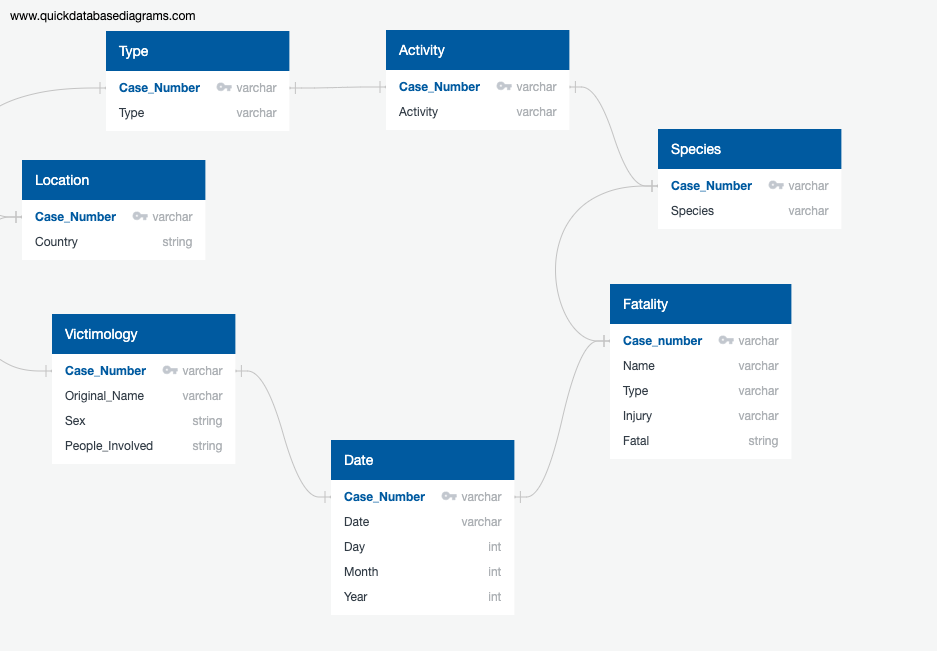 www.quickdatabasediagrams.com
Type
Case_Number varchar
Type varchar
Activity
Case_Number varchar
Activity varchar
Species
Case_Number varchar
Species varchar
Location
Case_Number varchar
Country string
Fatality
Case_number varchar
Name varchar
Type varchar
Injury varchar
Fatal string
Victimology
Case_Number varchar
Original_Name varchar
Sex string
People_Involved string
Date
Case_Number varchar
Date varchar
Day int
Month int
Year int